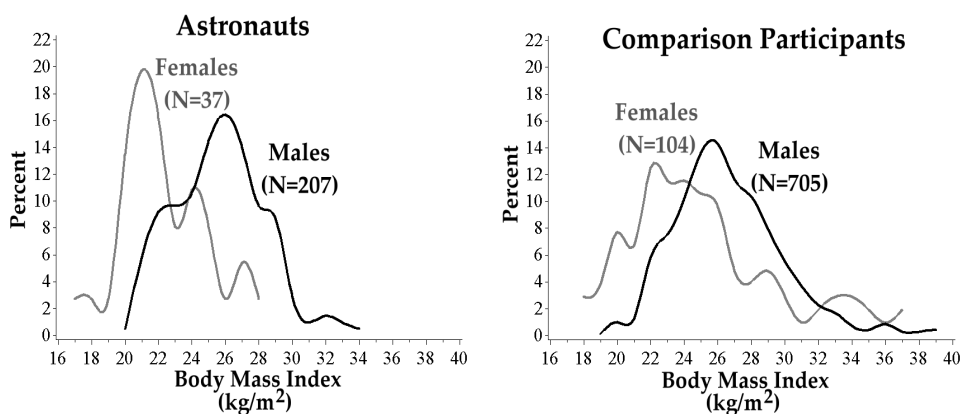 Astronauts
22
20
18
16
14
12
10
8
6
4
2
0
Percent
Females
(N=37)
Males
(N=207)
16 20 22 24 26 28 30 32 34 36 38 40
Body Mass Index
(kg/m²)
Comparison Participants
22
20
18
16
14
12
10
8
6
4
2
0
Percent
Females
(N=104)
Males
(N=705)
16 18 20 22 24 26 28 30 32 34 36 38 40
Body Mass Index
(kg/m²)